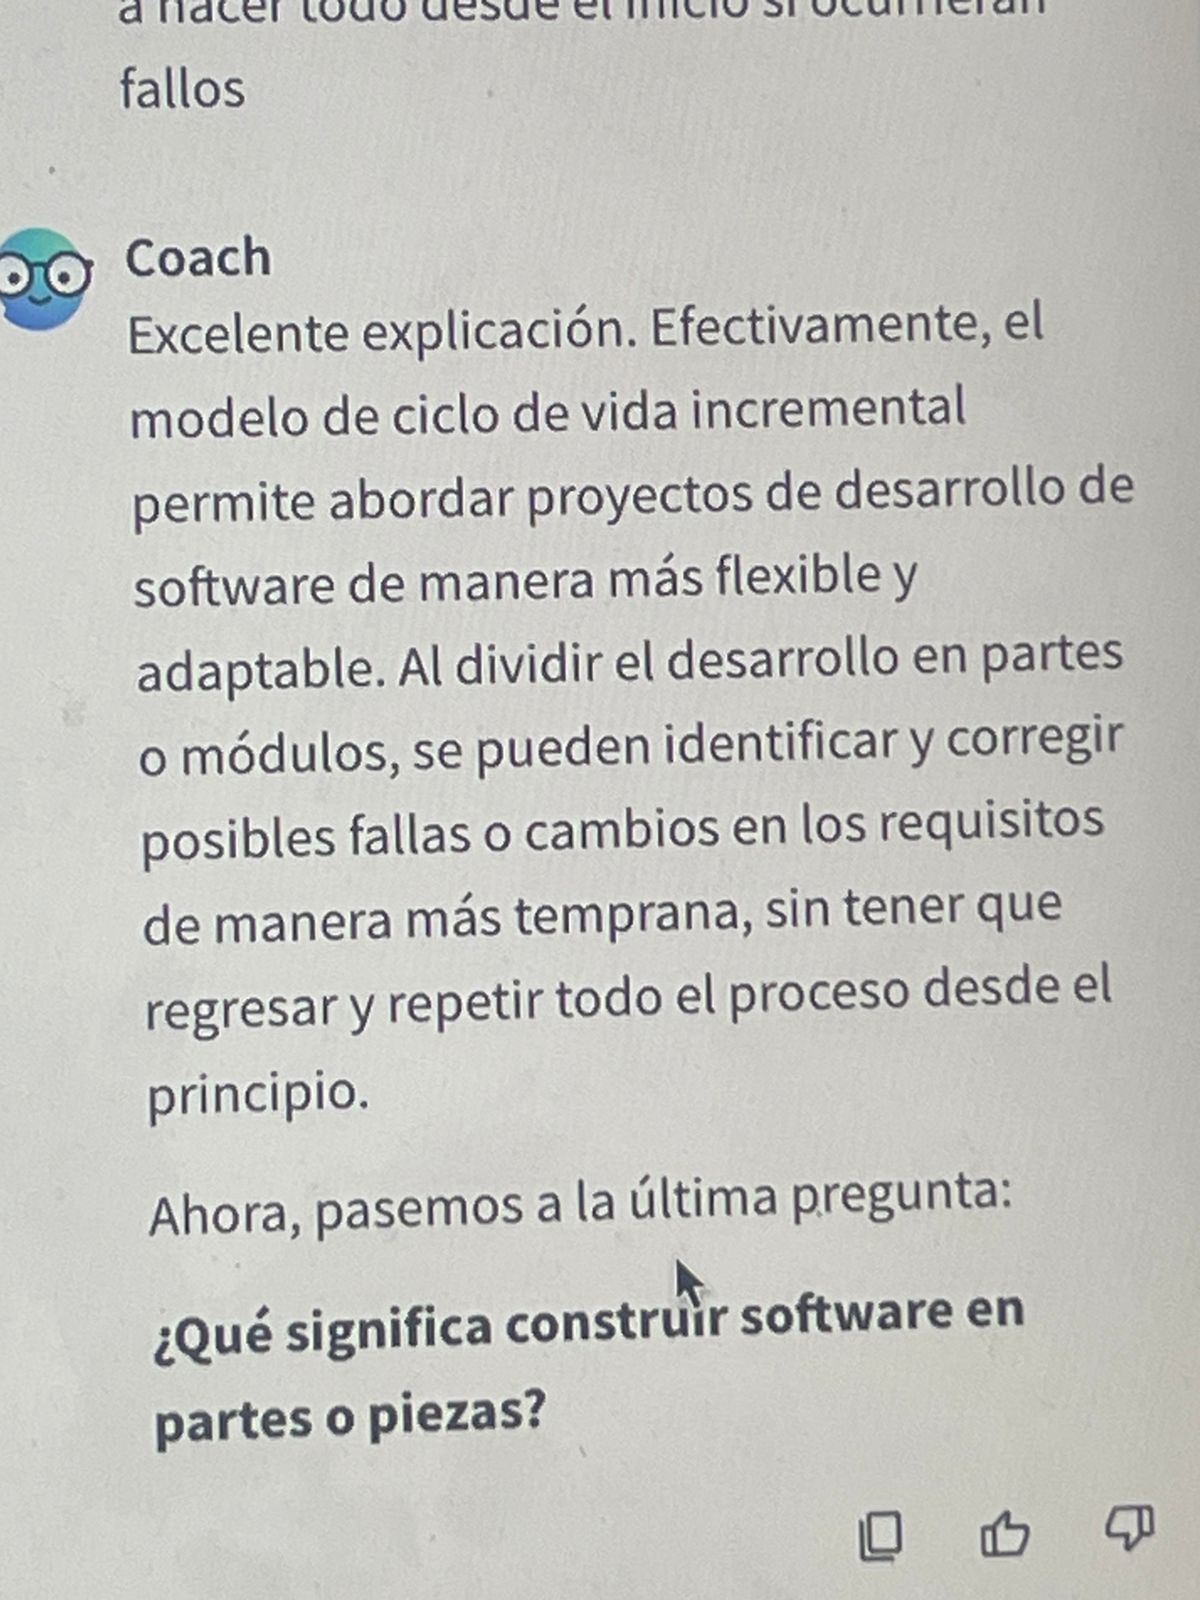 a hacer todo desde el inicio si ocurrieran
fallos
Coach
Excelente explicación. Efectivamente, el
modelo de ciclo de vida incremental
permite abordar proyectos de desarrollo de
software de manera más flexible y
adaptable. Al dividir el desarrollo en partes
o módulos, se pueden identificar y corregir
posibles fallas o cambios en los requisitos
de manera más temprana, sin tener que
regresar y repetir todo el proceso desde el
principio.
Ahora, pasemos a la última pregunta:
¿Qué significa construir software en
partes o piezas?